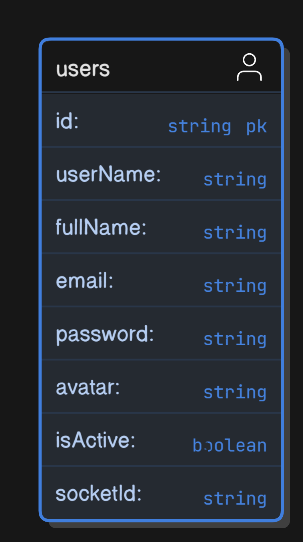 users
id: string pk
userName: string
fullName: string
email: string
password: string
avatar: string
isActive: boolean
socketId: string